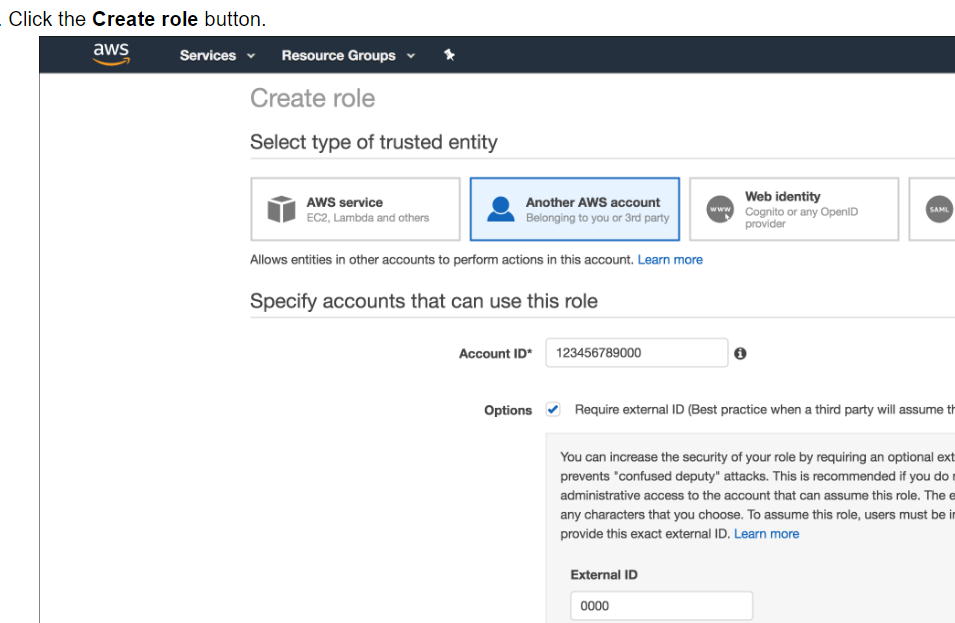 . Click the Create role button.
aws Services Resource Groups
Create role
Select type of trusted entity
AWS service
EC2, Lambda and others
Another AWS account
Belonging to you or 3rd party
Web identity
Cognito or any OpenID
provider
www
SAML
Allows entities in other accounts to perform actions in this account. Learn more
Specify accounts that can use this role
Account ID* 123456789000
Options Require external ID (Best practice when a third party will assume th
You can increase the security of your role by requiring an optional ext
prevents "confused deputy" attacks. This is recommended if you do
administrative access to the account that can assume this role. The e
any characters that you choose. To assume this role, users must be
provide this exact external ID. Learn more
External ID
0000